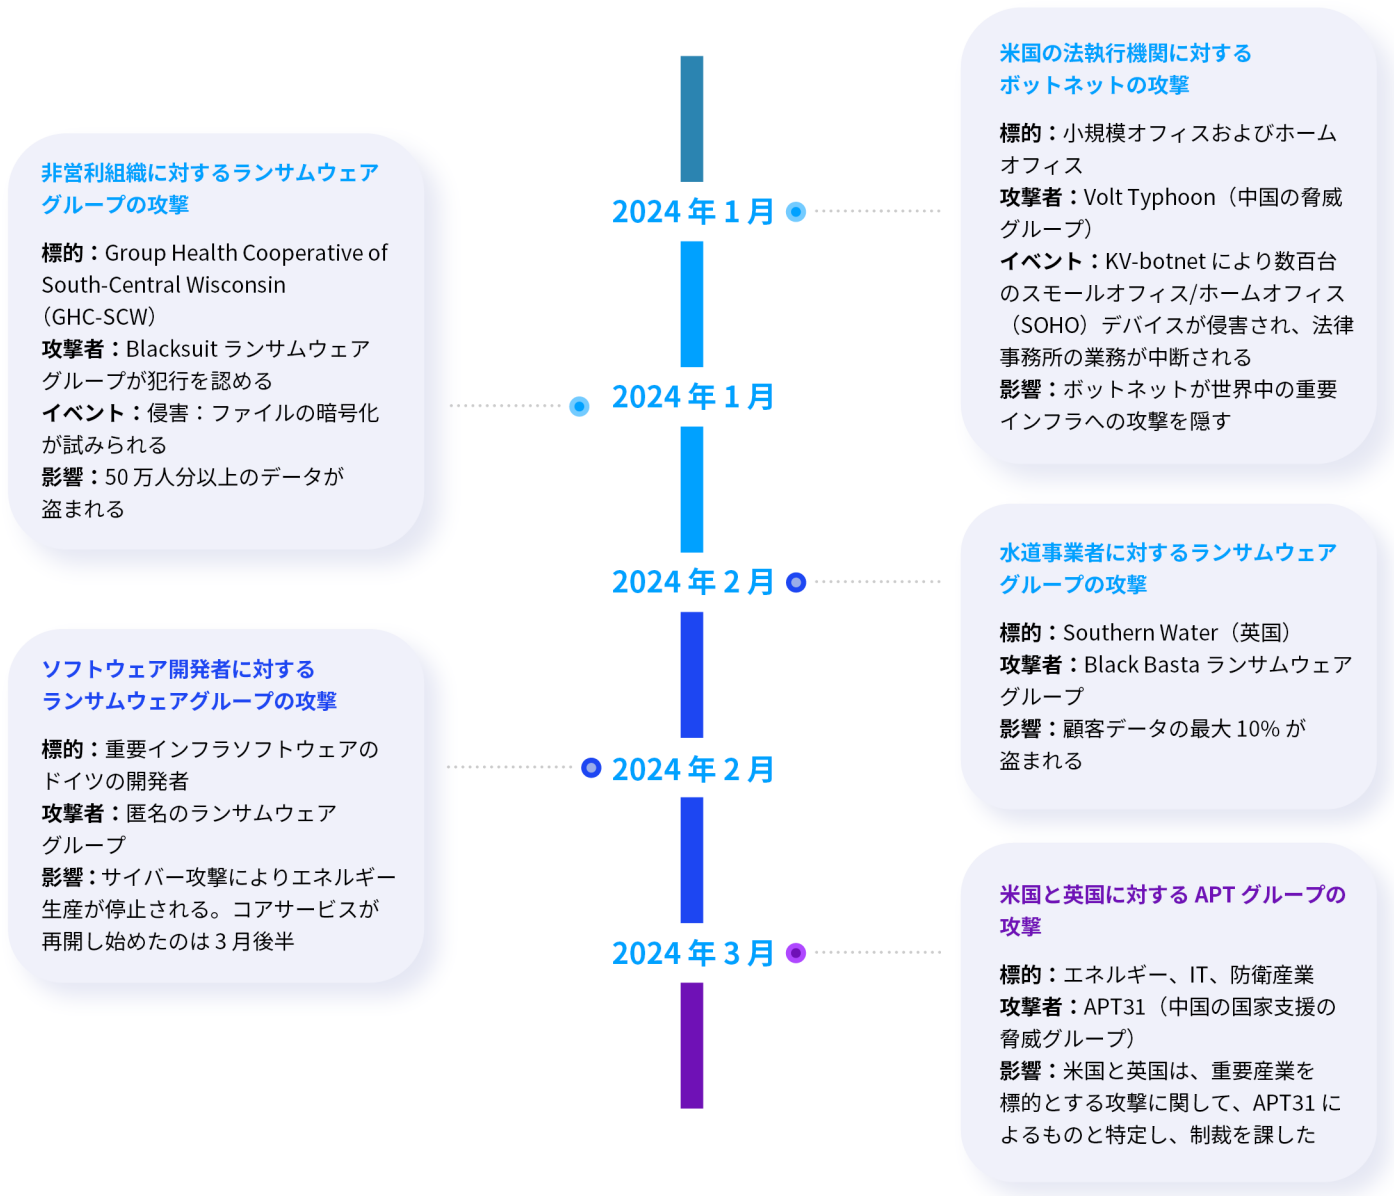 2024 年 1 月
米国の法執行機関に対する
ボットネットの攻撃
標的：小規模オフィスおよびホーム
オフィス
攻撃者：Volt Typhoon（中国の脅威
グループ）
イベント：KV-botnet により数百台
のスモールオフィス/ホームオフィス
（SOHO）デバイスが侵害され、法律
事務所の業務が中断される
影響：ボットネットが世界中の重要
インフラへの攻撃を隠す
2024 年 1 月
非営利組織に対するランサムウェア
グループの攻撃
標的：Group Health Cooperative of
South-Central Wisconsin
（GHC-SCW）
攻撃者：Blacksuit ランサムウェア
グループが犯行を認める
イベント：侵害：ファイルの暗号化
が試みられる
影響：50 万人分以上のデータが
盗まれる
2024 年 2 月
水道事業者に対するランサムウェア
グループの攻撃
標的：Southern Water（英国）
攻撃者：Black Basta ランサムウェア
グループ
影響：顧客データの最大 10% が
盗まれる
2024 年 2 月
ソフトウェア開発者に対する
ランサムウェアグループの攻撃
標的：重要インフラソフトウェアの
ドイツの開発者
攻撃者：匿名のランサムウェア
グループ
影響：サイバー攻撃によりエネルギー
生産が停止される。コアサービスが
再開し始めたのは 3 月後半
2024 年 3 月
米国と英国に対する APT グループの
攻撃
標的：エネルギー、IT、防衛産業
攻撃者：APT31（中国の国家支援の
脅威グループ）
影響：米国と英国は、重要産業を
標的とする攻撃に関して、APT31 に
よるものと特定し、制裁を課した